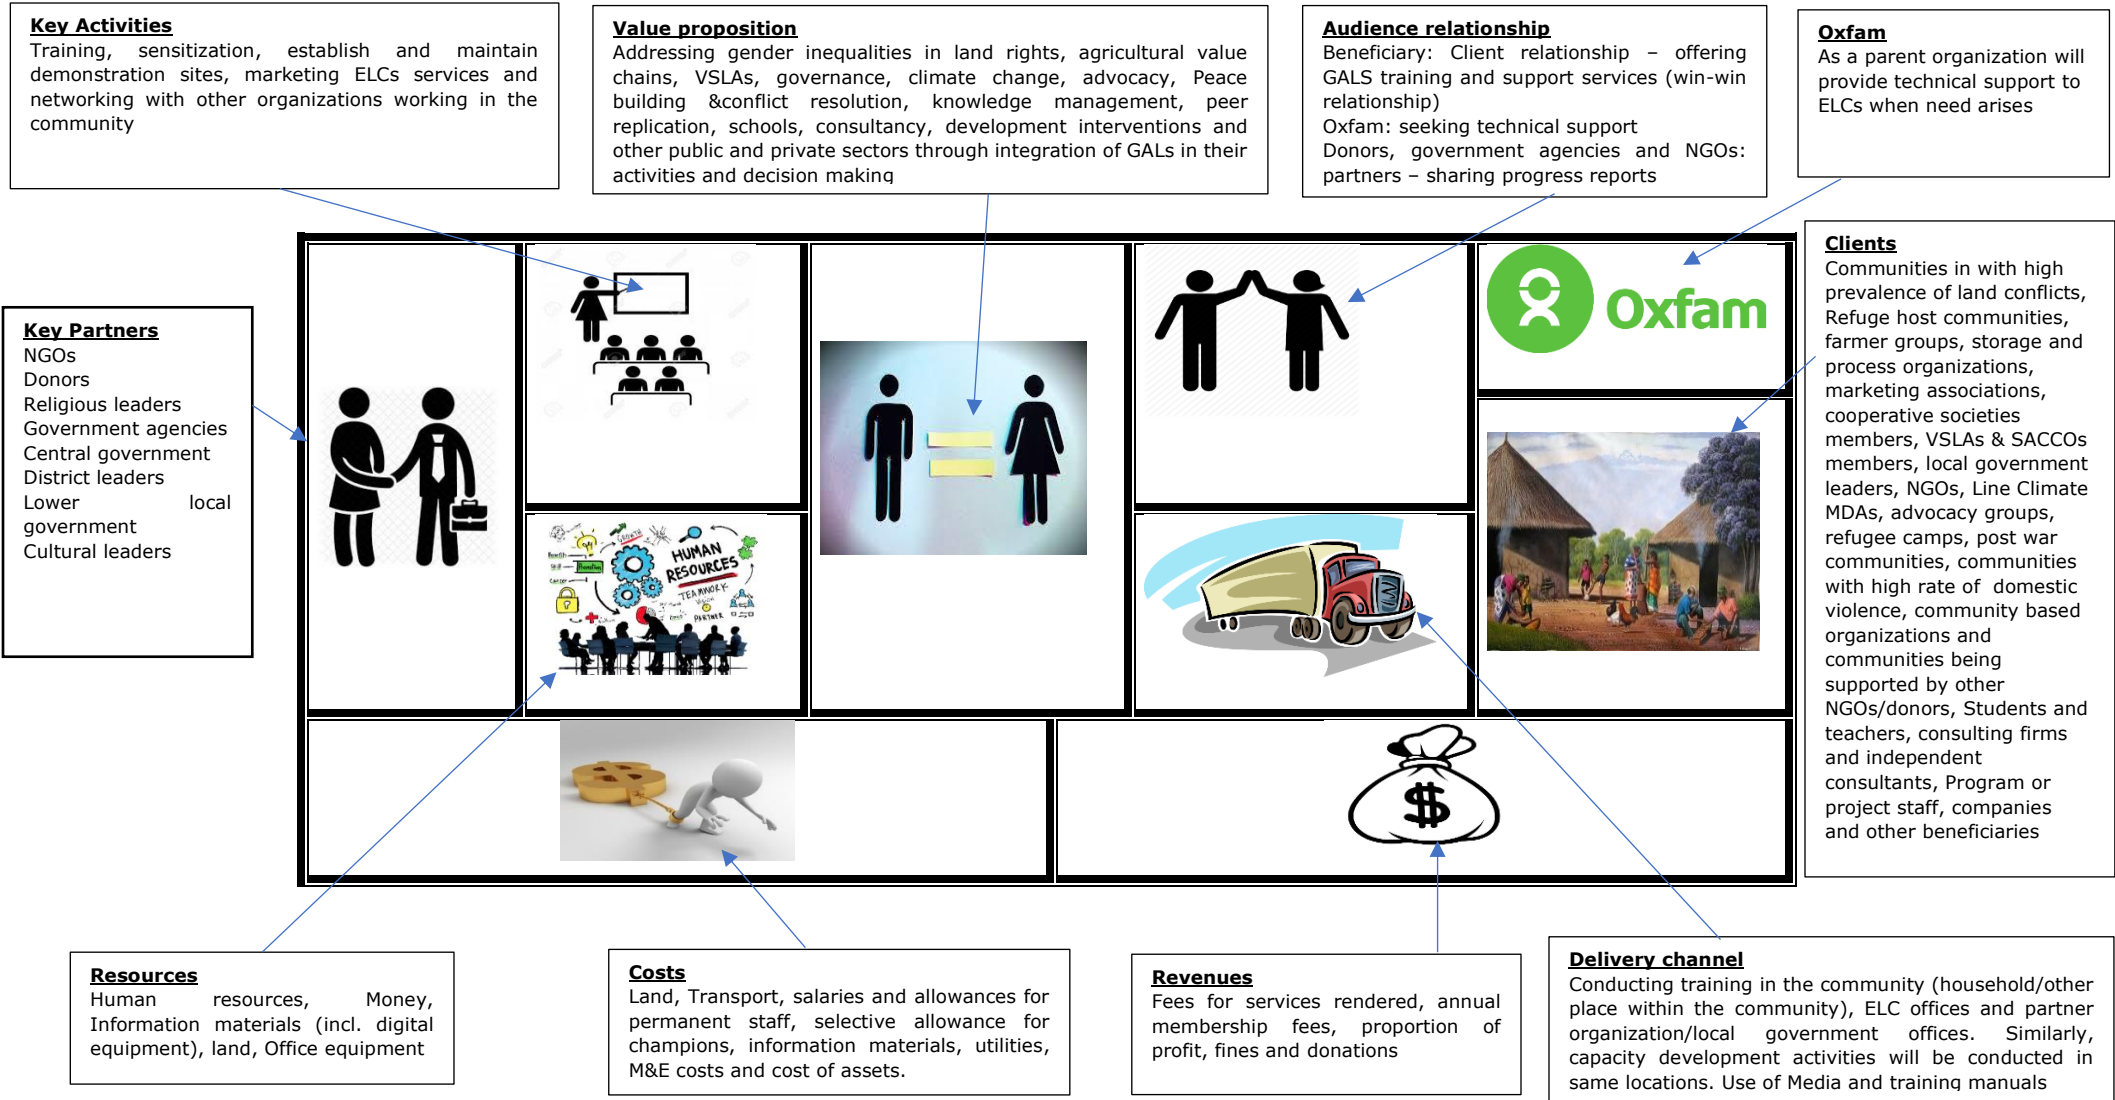 Key Activities
Training, sensitization, establish and maintain
demonstration sites, marketing ELCs services and
networking with other organizations working in the
community
Value proposition
Addressing gender inequalities in land rights, agricultural value
chains, VSLAs, governance, climate change, advocacy, Peace
building &conflict resolution, knowledge management, peer
replication, schools, consultancy, development interventions and
other public and private sectors through integration of GALs in their
activities and decision making
Audience relationship
Beneficiary: Client relationship – offering
GALS training and support services (win-win
relationship)
Oxfam: seeking technical support
Donors, government agencies and NGOs:
partners – sharing progress reports
Oxfam
As a parent organization will
provide technical support to
ELCs when need arises
Key Partners
NGOs
Donors
Religious leaders
Government agencies
Central government
District leaders
Lower local
government
Cultural leaders
Oxfam
Clients
Communities in with high
prevalence of land conflicts,
Refuge host communities,
farmer groups, storage and
process organizations,
marketing associations,
cooperative societies
members, VSLAs & SACCOs
members, local government
leaders, NGOs, Line Climate
MDAs, advocacy groups,
refugee camps, post war
communities, communities
with high rate of domestic
violence, community based
organizations and
communities being
supported by other
NGOs/donors, Students and
teachers, consulting firms
and independent
consultants, Program or
project staff, companies
and other beneficiaries
GROWTH
HUMAN
RESOURCES
TEAMWORK
PARTNER
$
Resources
Human resources, Money,
Information materials (incl. digital
equipment), land, Office equipment
Costs
Land, Transport, salaries and allowances for
permanent staff, selective allowance for
champions, information materials, utilities,
M&E costs and cost of assets.
Revenues
Fees for services rendered, annual
membership fees, proportion of
profit, fines and donations
Delivery channel
Conducting training in the community (household/other
place within the community), ELC offices and partner
organization/local government offices. Similarly,
capacity development activities will be conducted in
same locations. Use of Media and training manuals